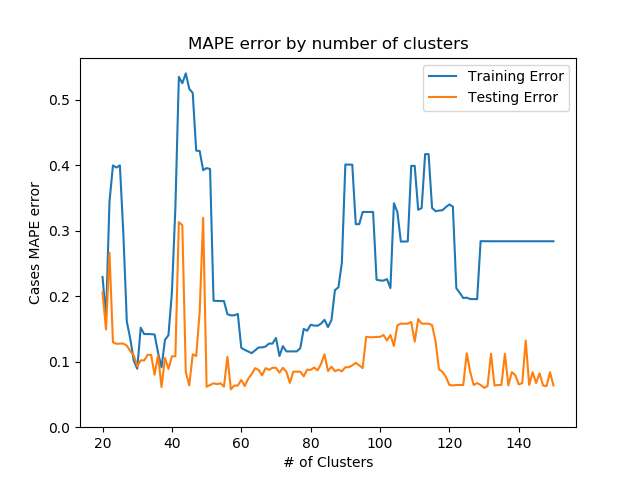 MAPE error by number of clusters
Training Error
Testing Error
Cases MAPE error
0.5
0.4
0.3
0.2
0.1
0.0
20 40 60 80 100 120 140
# of Clusters